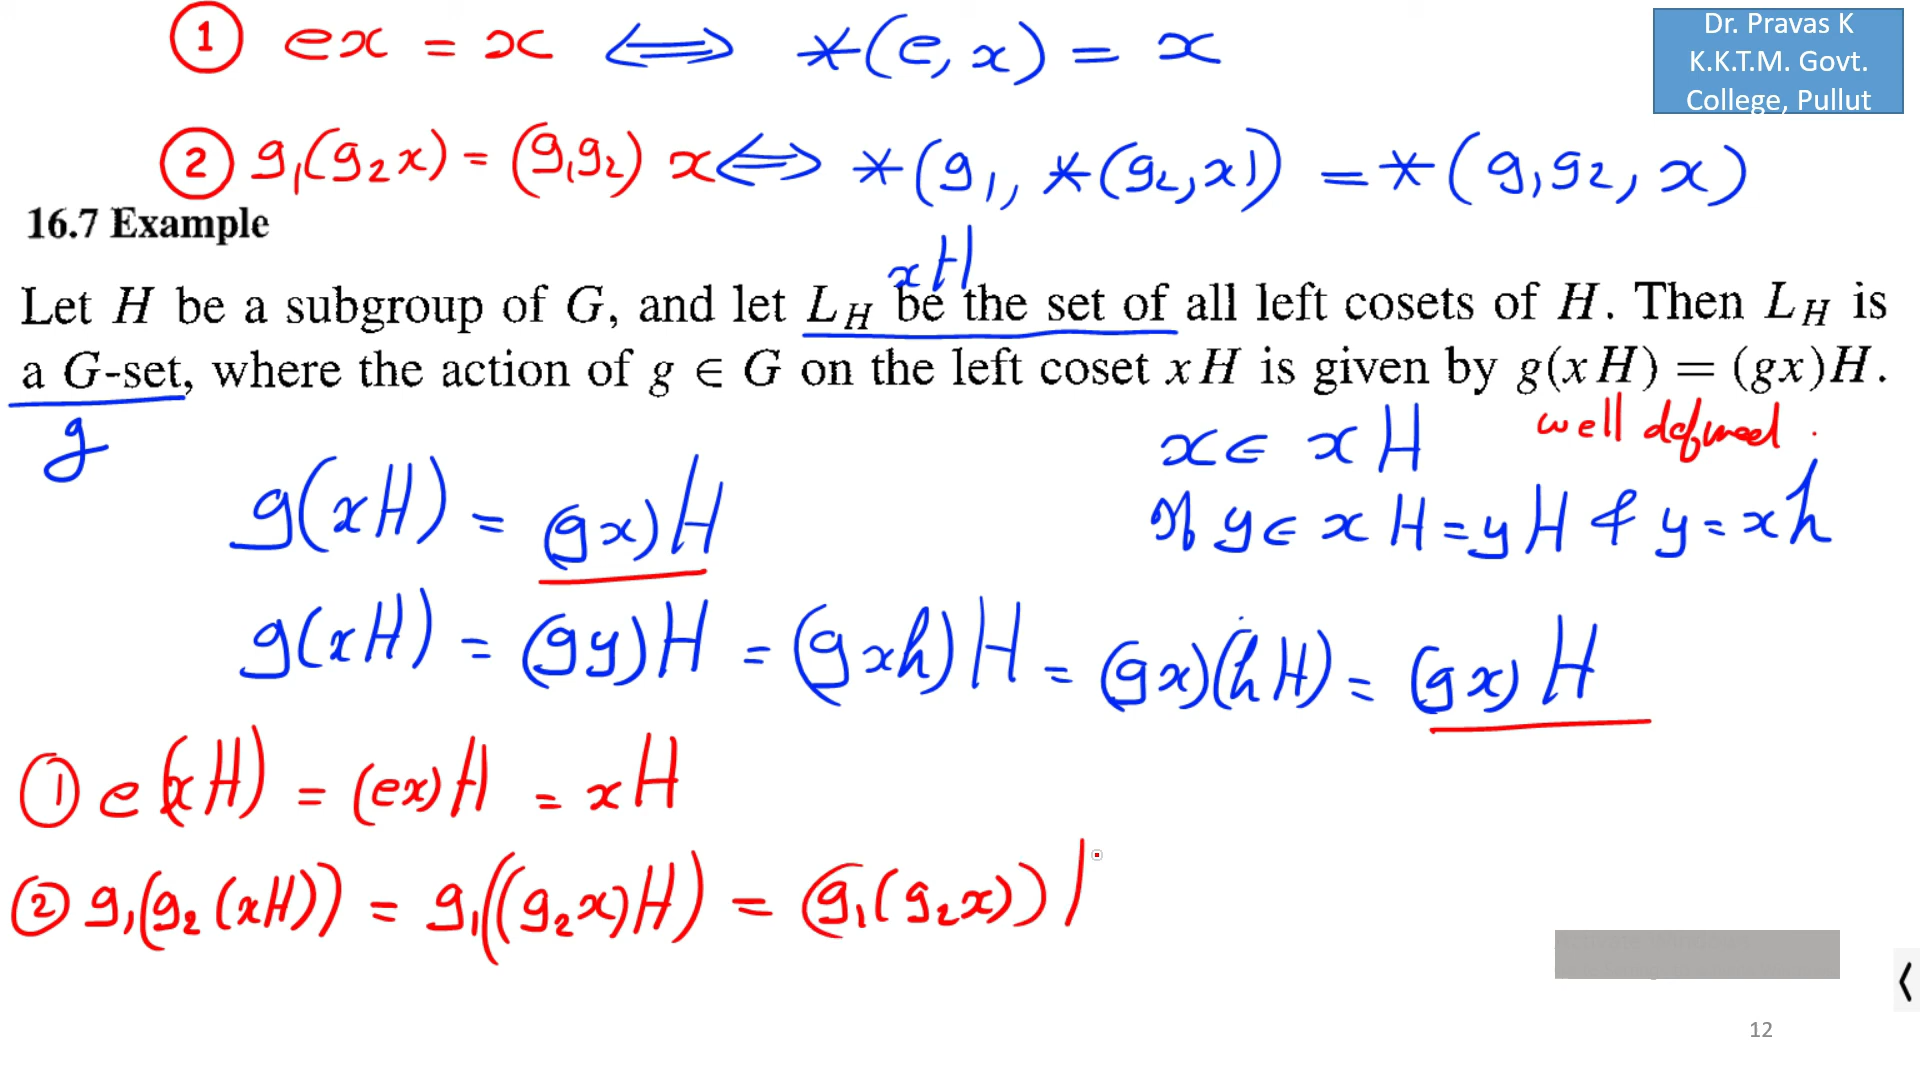 ① ex = x ⟺ *(e, x) = x
Dr. Pravas K
K.K.T.M. Govt.
College, Pullut
② g₁(g₂x) = (g₁g₂) x ⟺ *(g₁, *(g₂, x)) = *(g₁g₂, x)
16.7 Example
xH
Let H be a subgroup of G, and let L_H be the set of all left cosets of H. Then L_H is
a G-set, where the action of g ∈ G on the left coset xH is given by g(xH) = (gx)H.
g
x ∈ xH
well defined.
g(xH) = (gx)H
If y ∈ xH = yH & y = xh
g(xH) = (gy)H = (gxh)H = (gx)(hH) = (gx)H
① e(xH) = (ex)H = xH
② g₁(g₂(xH)) = g₁((g₂x)H) = (g₁(g₂x)) |
12